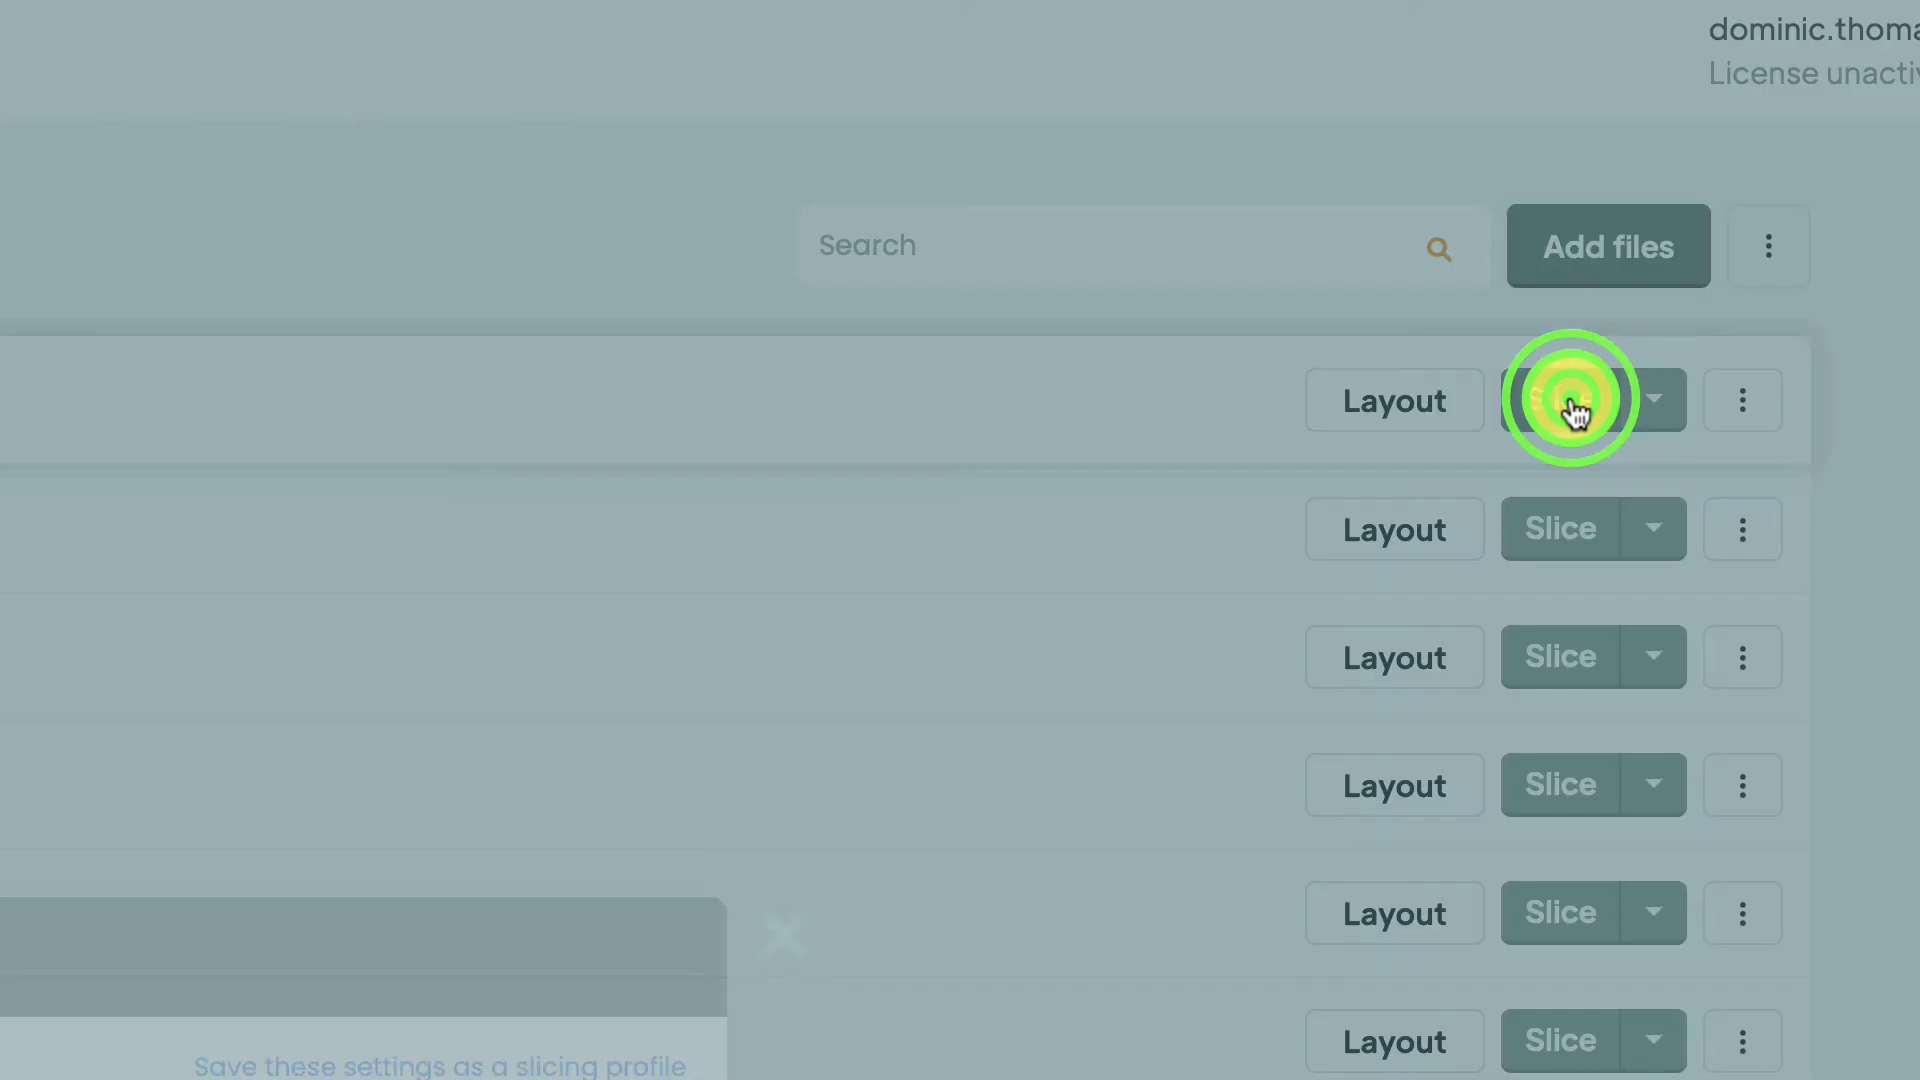 dominic.thoma
License unactiv
Search
Add files
Layout
Layout Slice
Layout Slice
Layout Slice
Layout Slice
Layout Slice
Save these settings as a slicing profile